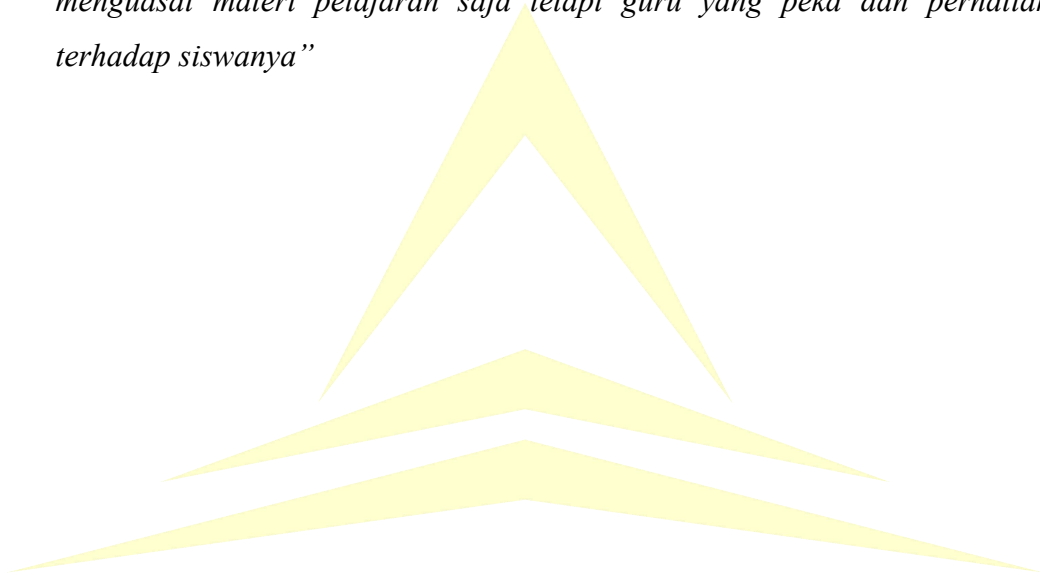 menguasai materi pelajaran saja tetapi guru yang peka dan perhatian
terhadap siswanya”